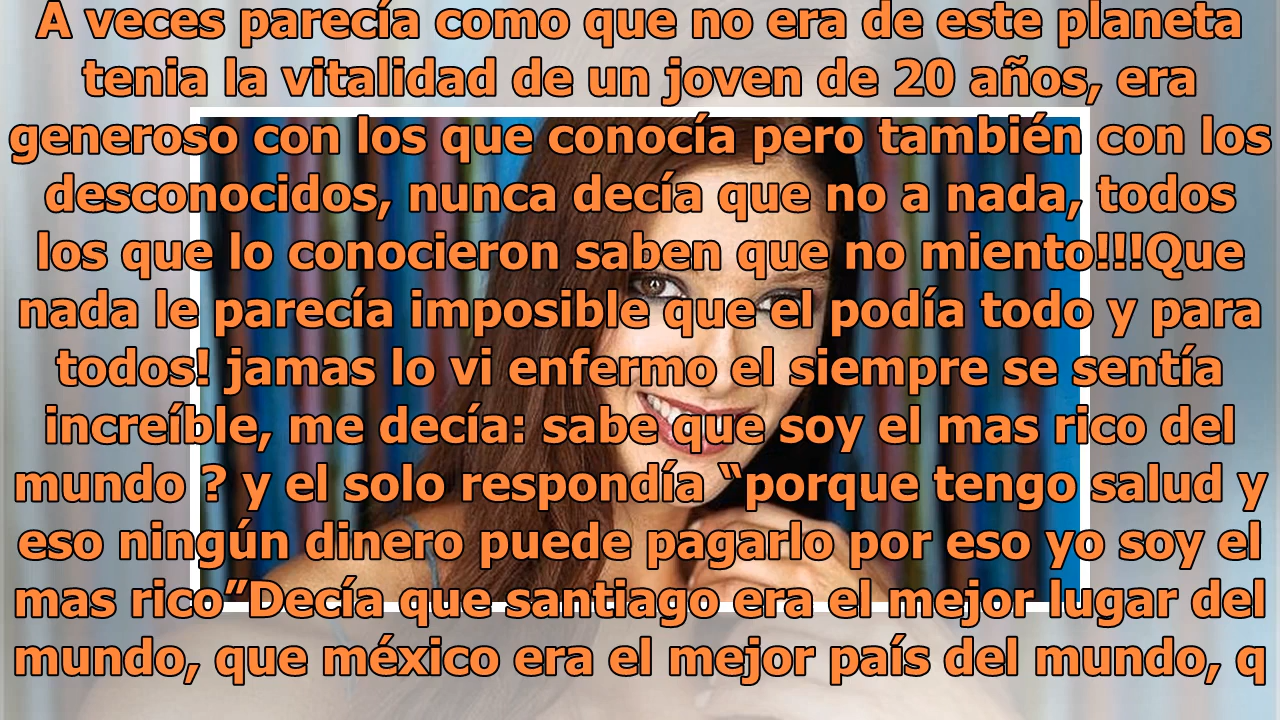 A veces parecía como que no era de este planeta
tenia la vitalidad de un joven de 20 años, era
generoso con los que conocía pero también con los
desconocidos, nunca decía que no a nada, todos
los que lo conocieron saben que no miento!!!Que
nada le parecía imposible que el podía todo y para
todos! jamas lo vi enfermo el siempre se sentía
increíble, me decía: sabe que soy el mas rico del
mundo ? y el solo respondía “porque tengo salud y
eso ningún dinero puede pagarlo por eso yo soy el
mas rico”Decía que santiago era el mejor lugar del
mundo, que méxico era el mejor país del mundo, q